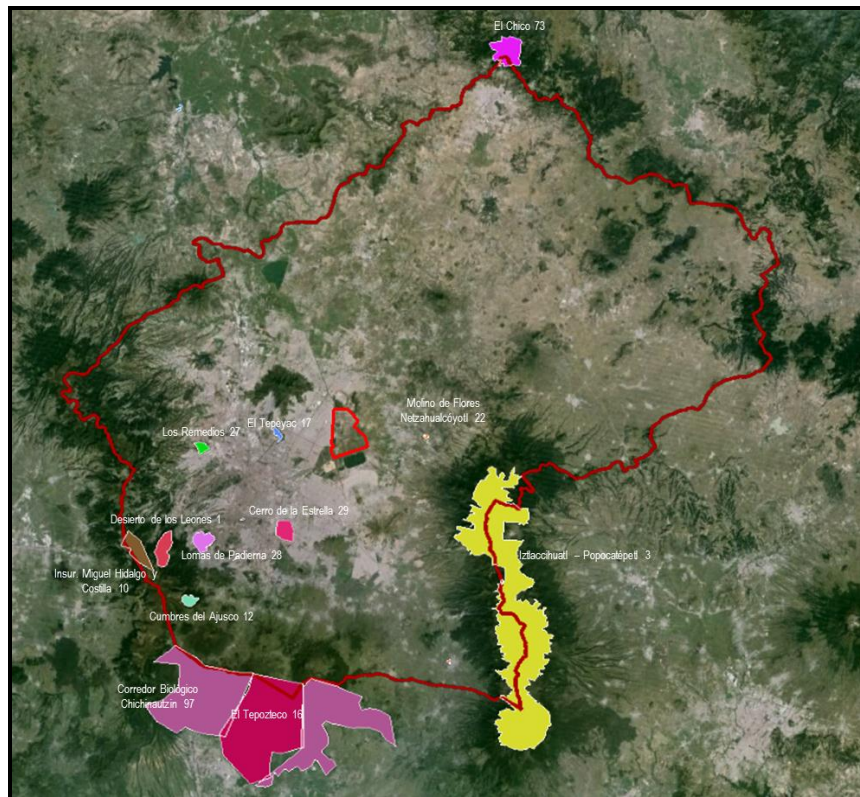 El Chico 73
Molino de Flores
Netzahualcóyotl 22
El Tepeyac 17
Los Remedios 27
Cerro de la Estrella 29
Desierto de los Leones 1
Lomas de Padierna 28
Iztlaccihuatl – Popocatépetl 3
Insur. Miguel Hidalgo y
Costilla 10
Cumbres del Ajusco 12
Corredor Biológico
Chichinautzin 97
El Tepozteco 16